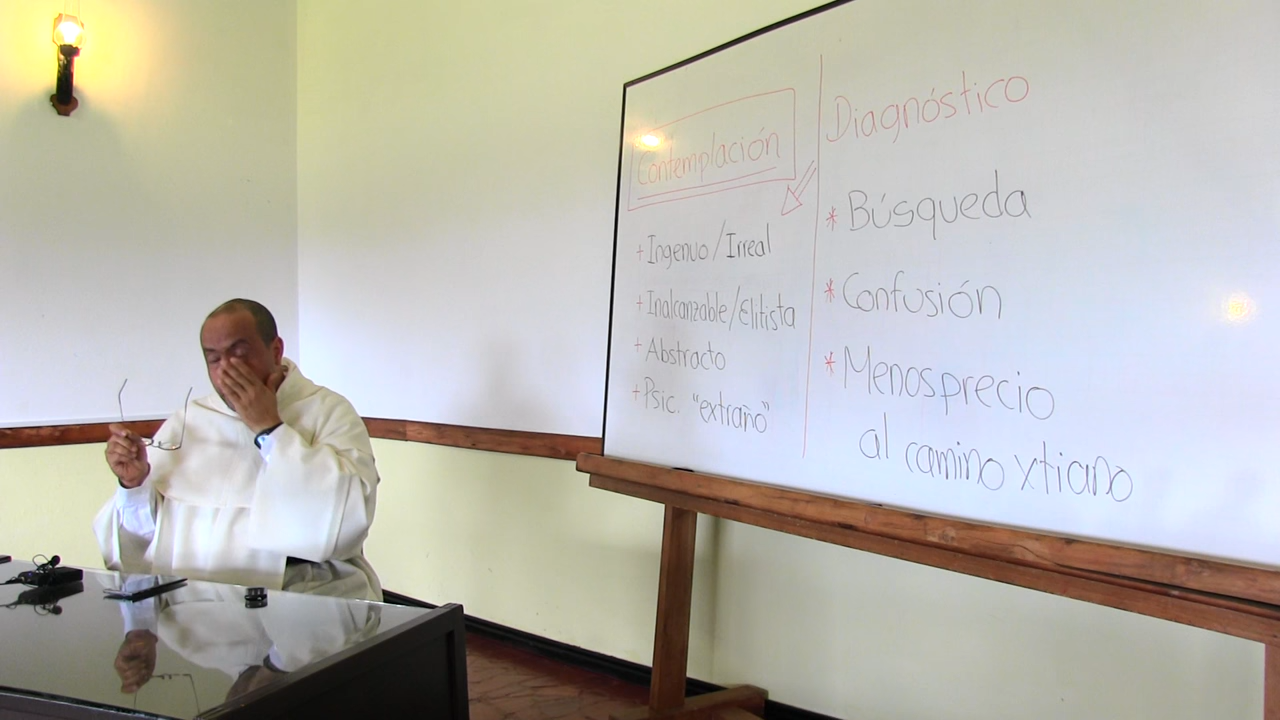 Contemplación
+ Ingenuo/Irreal
+ Inalcanzable/Elitista
+ Abstracto
+ Psic. "extraño"
Diagnóstico
* Búsqueda
* Confusión
* Menosprecio
al camino xtiano